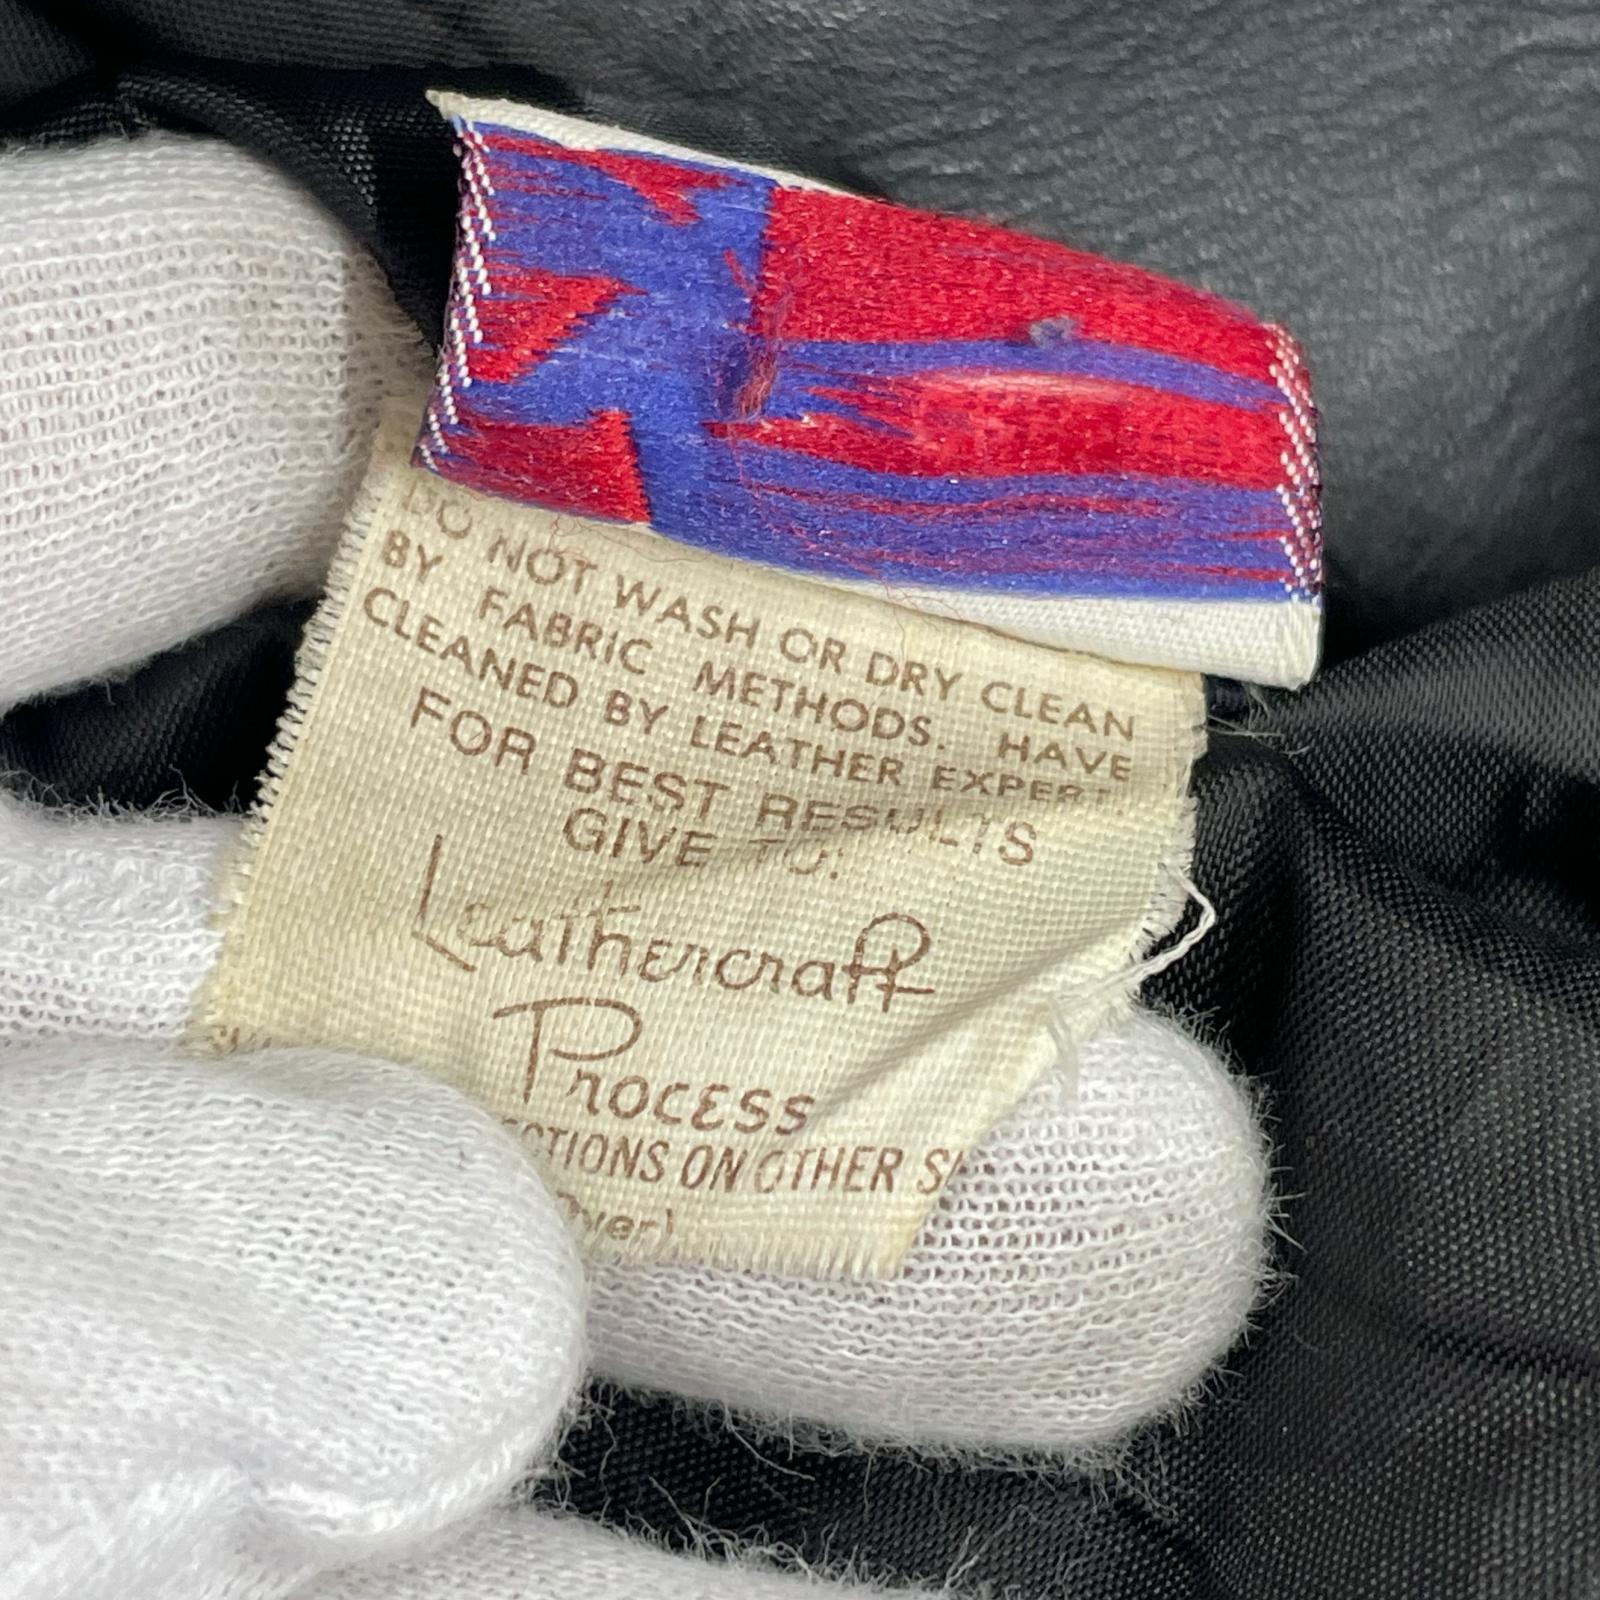 DO NOT WASH OR DRY CLEAN
BY FABRIC METHODS. HAVE
CLEANED BY LEATHER EXPERT.
FOR BEST RESULTS
GIVE TO:
Leathercraft
Process
ON OTHER